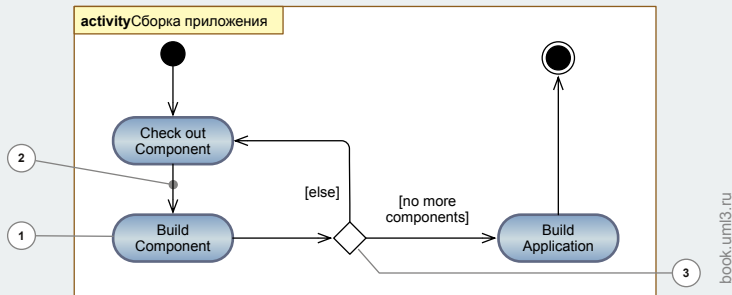 activityСборка приложения
Check out
Component
2
[else]
[no more
components]
1
Build
Component
Build
Application
3
book.uml3.ru